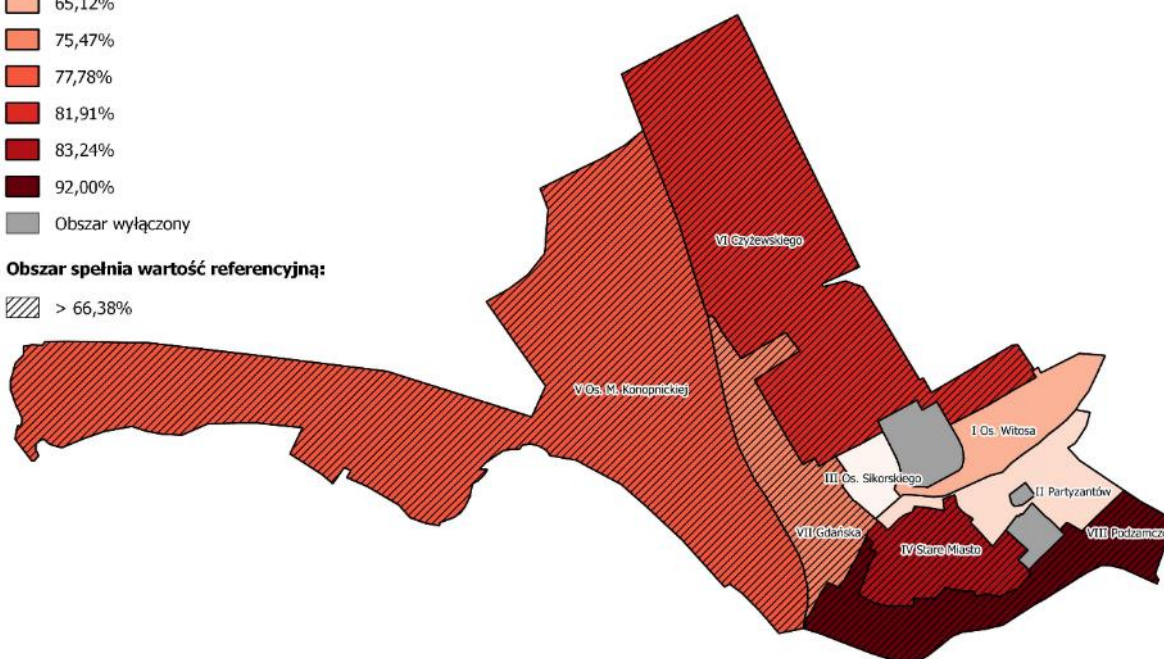 65,12%
75,47%
77,78%
81,91%
83,24%
92,00%
Obszar wyłączony
Obszar spełnia wartość referencyjną:
> 66,38%
VI Czyżewskiego
V Os. M. Konopnickiej
I Os. Witosa
III Os. Sikorskiego
II Partyzantów
VII Gdańska
IV Stare Miasto
VIII Podzamcze